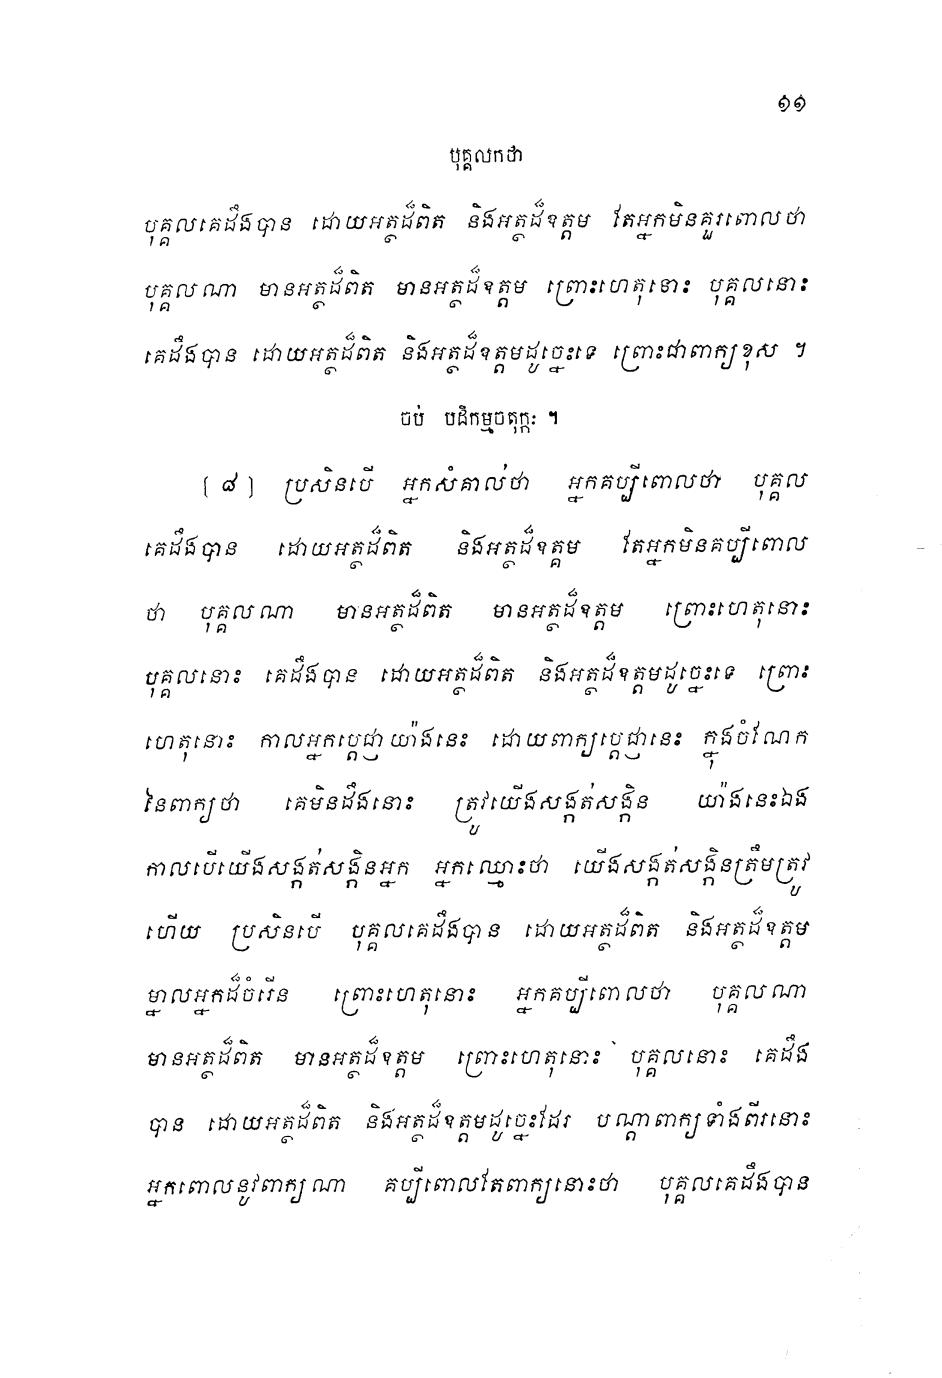 ១១
បុគ្គលកថា
បុគ្គលគេដឹងបាន ដោយអត្ថដ៏ពិត និងអត្ថដ៏ឧត្តម តែអ្នកមិនគួរពោលថា
បុគ្គលណា មានអត្ថដ៏ពិត មានអត្ថដ៏ឧត្តម ព្រោះហេតុទោះ បុគ្គលនោះ
គេដឹងបាន ដោយអត្ថដ៏ពិត និងអត្ថដ៏ឧត្តមដូច្នេះទេ ព្រោះជាពាក្យខុស ។
ចប់ បដិកម្មចតុក្កៈ ។
[ ៨ ] ប្រសិនបើ អ្នកសំគាល់ថា អ្នកគប្បីពោលថា បុគ្គល
គេដឹងបាន ដោយអត្ថដ៏ពិត និងអត្ថដ៏ឧត្តម តែអ្នកមិនគប្បីពោល
ថា បុគ្គលណា មានអត្ថដ៏ពិត មានអត្ថដ៏ឧត្តម ព្រោះហេតុនោះ
បុគ្គលនោះ គេដឹងបាន ដោយអត្ថដ៏ពិត និងអត្ថដ៏ឧត្តមដូច្នេះទេ ព្រោះ
ហេតុនោះ កាលអ្នកប្តេជ្ញាយ៉ាងនេះ ដោយពាក្យប្តេជ្ញានេះ ក្នុងចំណែក
នៃពាក្យថា គេមិនដឹងនោះ ត្រូវយើងសង្កត់សង្កិន យ៉ាងនេះឯង
កាលបើយើងសង្កត់សង្កិនអ្នក អ្នកឈ្មោះថា យើងសង្កត់សង្កិនត្រឹមត្រូវ
ហើយ ប្រសិនបើ បុគ្គលគេដឹងបាន ដោយអត្ថដ៏ពិត និងអត្ថដ៏ឧត្តម
ម្នាលអ្នកដ៏ចំរើន ព្រោះហេតុនោះ អ្នកគប្បីពោលថា បុគ្គលណា
មានអត្ថដ៏ពិត មានអត្ថដ៏ឧត្តម ព្រោះហេតុនោះ បុគ្គលនោះ គេដឹង
បាន ដោយអត្ថដ៏ពិត និងអត្ថដ៏ឧត្តមដូច្នេះដែរ បណ្តាពាក្យទាំងពីរនោះ
អ្នកពោលនូវពាក្យណា គប្បីពោលតែពាក្យនោះថា បុគ្គលគេដឹងបាន